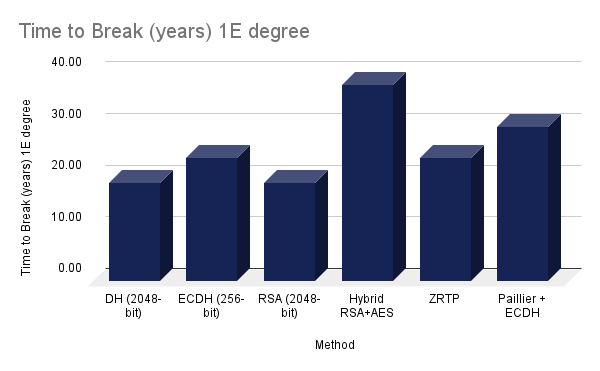 Time to Break (years) 1E degree
40.00
30.00
20.00
10.00
0.00
Time to Break (years) 1E degree
DH (2048-
bit)
ECDH (256-
bit)
RSA (2048-
bit)
Hybrid
RSA+AES
ZRTP
Paillier +
ECDH
Method